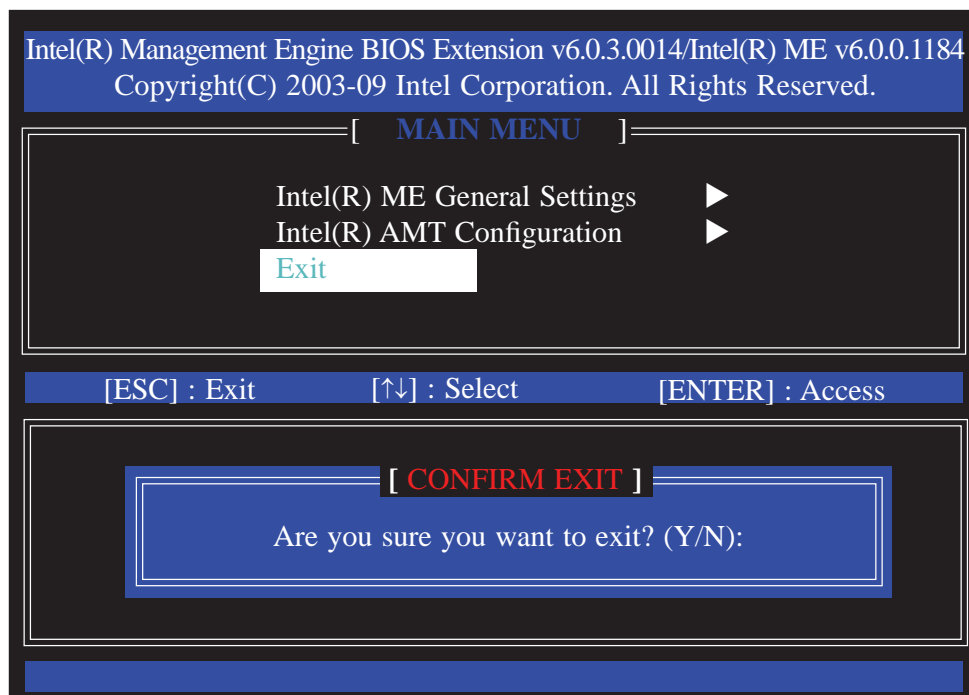 Intel(R) Management Engine BIOS Extension v6.0.3.0014/Intel(R) ME v6.0.0.1184
Copyright(C) 2003-09 Intel Corporation. All Rights Reserved.
[ MAIN MENU ]
Intel(R) ME General Settings ▶
Intel(R) AMT Configuration ▶
Exit
[ESC] : Exit [↑↓] : Select [ENTER] : Access
[ CONFIRM EXIT ]
Are you sure you want to exit? (Y/N):